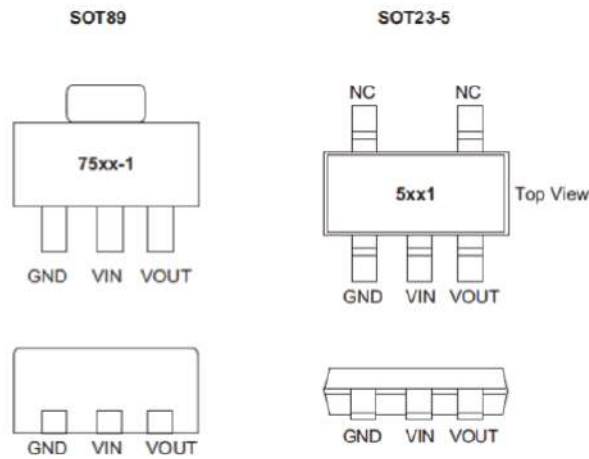 SOT89 SOT23-5
NC NC
75xx-1 5xx1 Top View
GND VIN VOUT GND VIN VOUT
GND VIN VOUT GND VIN VOUT